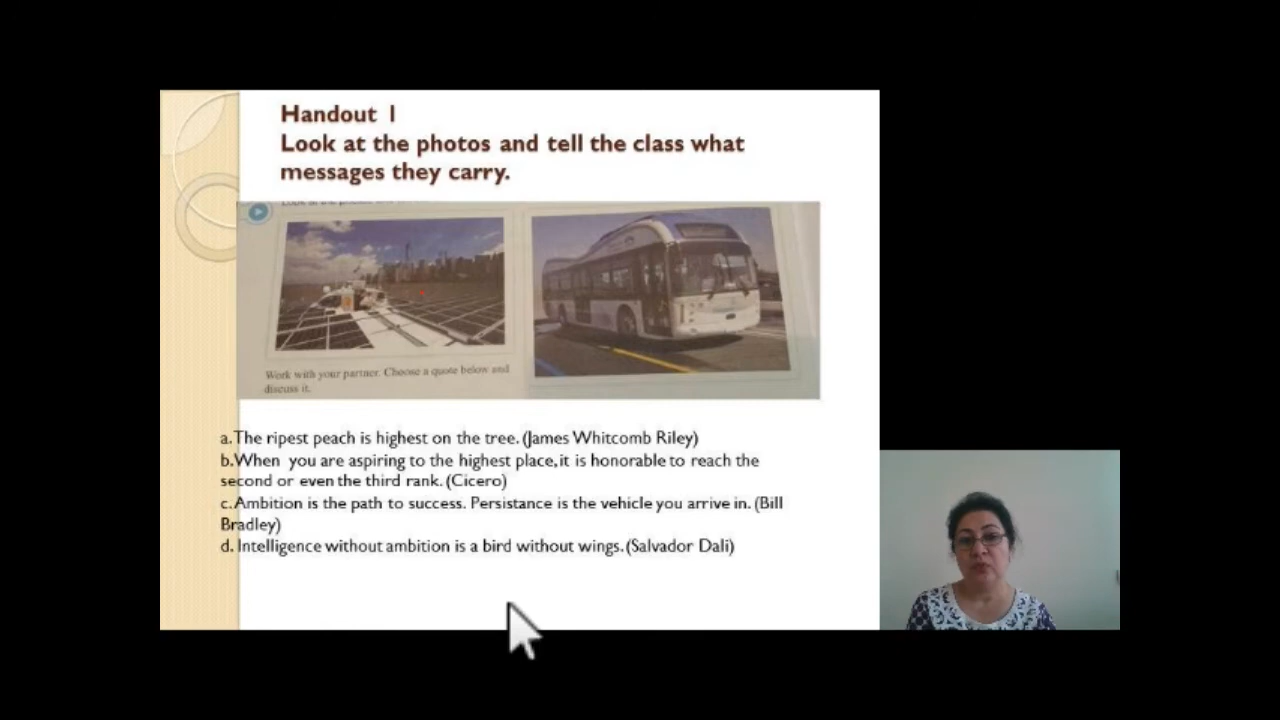 Handout 1
Look at the photos and tell the class what
messages they carry.
Work with your partner. Choose a quote below and
discuss it.
a.The ripest peach is highest on the tree. (James Whitcomb Riley)
b.When you are aspiring to the highest place, it is honorable to reach the
second or even the third rank. (Cicero)
c.Ambition is the path to success. Persistance is the vehicle you arrive in. (Bill
Bradley)
d. Intelligence without ambition is a bird without wings. (Salvador Dali)